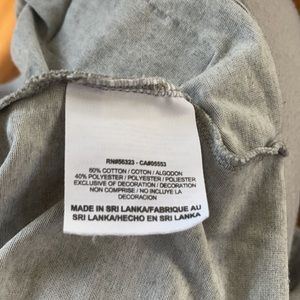 RN#56323 - CA#05553
60% COTTON / COTON / ALGODON
40% POLYESTER / POLYESTER / POLIESTER
EXCLUSIVE OF DECORATION / DECORATION
NON COMPRISE / NO INCLUYE LA
DECORACION
MADE IN SRI LANKA/FABRIQUE AU
SRI LANKA/HECHO EN SRI LANKA